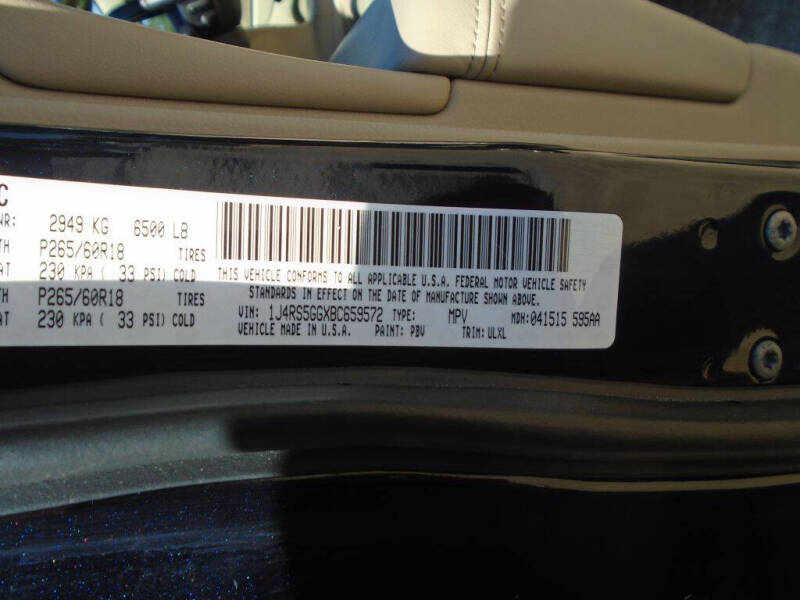 C
WR: 2949 KG 6500 LB
TH P265/60R18 TIRES
AT 230 KPA ( 33 PSI) COLD
TH P265/60R18 TIRES
AT 230 KPA ( 33 PSI) COLD
THIS VEHICLE CONFORMS TO ALL APPLICABLE U.S.A. FEDERAL MOTOR VEHICLE SAFETY
STANDARDS IN EFFECT ON THE DATE OF MANUFACTURE SHOWN ABOVE.
VIN: 1J4RS5GGXBC659572 TYPE: MPV MDH: 041515 595AA
VEHICLE MADE IN U.S.A. PAINT: PBV TRIM: ULXL